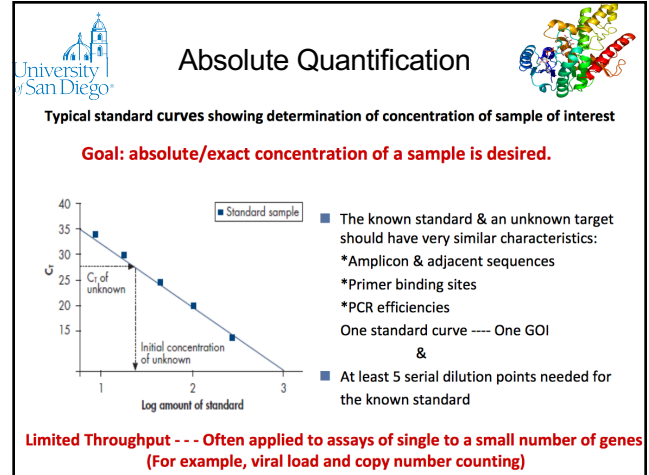 University
of San Diego®
Absolute Quantification
Typical standard curves showing determination of concentration of sample of interest
Goal: absolute/exact concentration of a sample is desired.
40
35
30
25
20
15
CT
Standard sample
CT of
unknown
Initial concentration
of unknown
1
2
3
Log amount of standard
The known standard & an unknown target
should have very similar characteristics:
*Amplicon & adjacent sequences
*Primer binding sites
*PCR efficiencies
One standard curve ---- One GOI
&
At least 5 serial dilution points needed for
the known standard
Limited Throughput - - - Often applied to assays of single to a small number of genes
(For example, viral load and copy number counting)